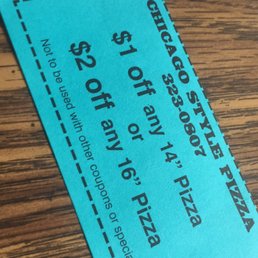 CHICAGO STYLE PIZZA
323-0807
$1 off any 14" Pizza
or
$2 off any 16" Pizza
Not to be used with other coupons or